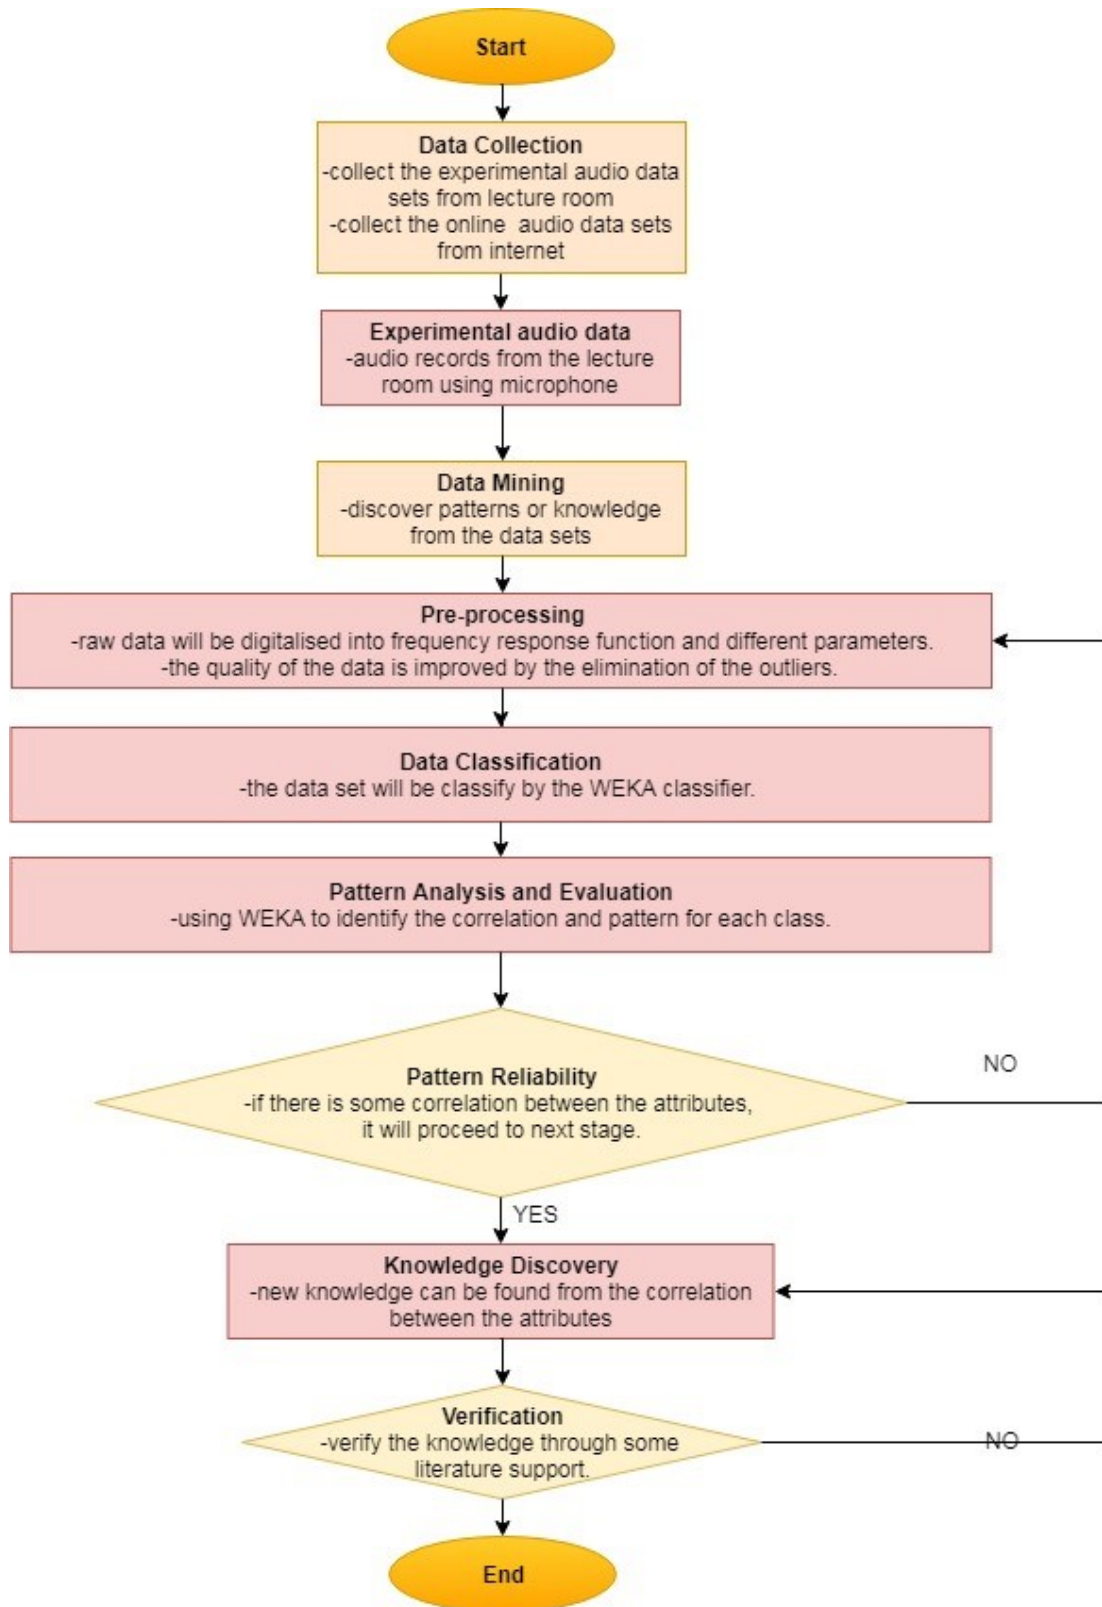 Start
Data Collection
-collect the experimental audio data
sets from lecture room
-collect the online audio data sets
from internet
Experimental audio data
-audio records from the lecture
room using microphone
Data Mining
-discover patterns or knowledge
from the data sets
Pre-processing
-raw data will be digitalised into frequency response function and different parameters.
-the quality of the data is improved by the elimination of the outliers.
Data Classification
-the data set will be classify by the WEKA classifier.
Pattern Analysis and Evaluation
-using WEKA to identify the correlation and pattern for each class.
NO
Pattern Reliability
-if there is some correlation between the attributes,
it will proceed to next stage.
YES
Knowledge Discovery
-new knowledge can be found from the correlation
between the attributes
Verification
-verify the knowledge through some
literature support.
NO
End